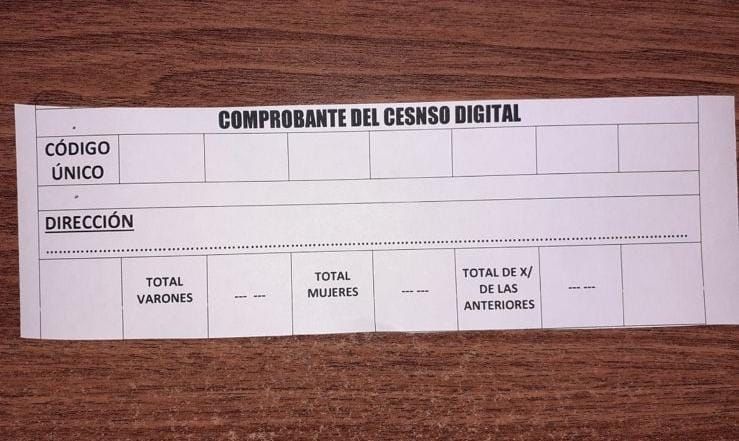 COMPROBANTE DEL CESNSO DIGITAL
CÓDIGO
ÚNICO
DIRECCIÓN
................................................................................................................................
TOTAL
VARONES
--- ---
TOTAL
MUJERES
--- ---
TOTAL DE X/
DE LAS
ANTERIORES
--- ---